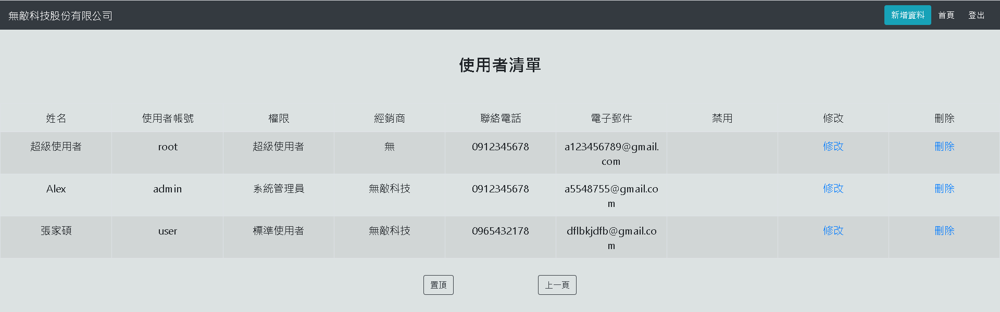 無敵科技股份有限公司 新增資料 首頁 登出
使用者清單
姓名 使用者帳號 權限 經銷商 聯絡電話 電子郵件 禁用 修改 刪除
超級使用者 root 超級使用者 無 0912345678 a123456789@gmail. 修改 刪除
com
Alex admin 系統管理員 無敵科技 0912345678 a5548755@gmail.co 修改 刪除
m
張家碩 user 標準使用者 無敵科技 0965432178 dflbkjdfb@gmail.co 修改 刪除
m
置頂 上一頁